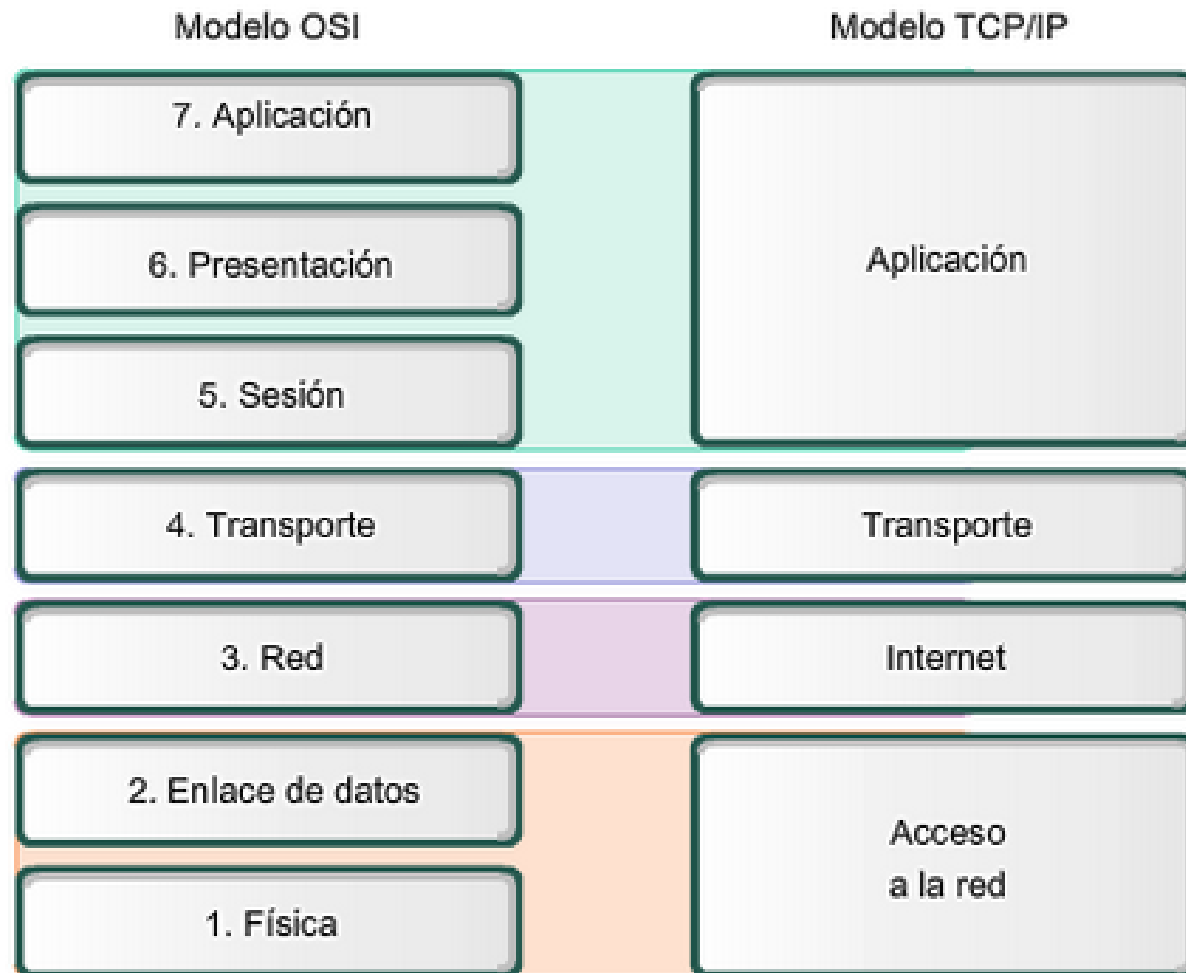 Modelo OSI
Modelo TCP/IP
7. Aplicación
6. Presentación
5. Sesión
Aplicación
4. Transporte
Transporte
3. Red
Internet
2. Enlace de datos
1. Física
Acceso
a la red